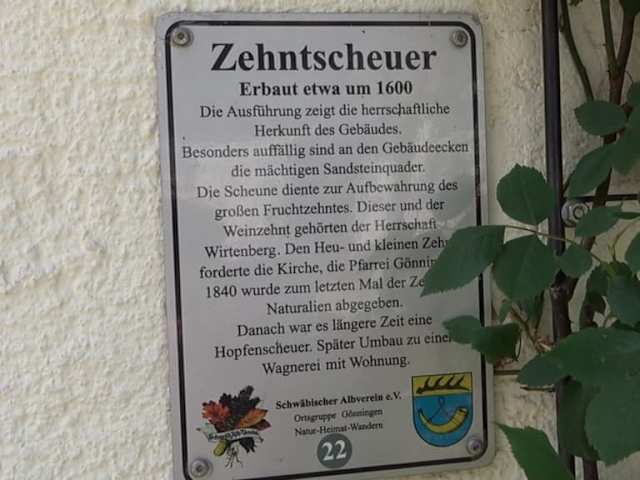 Zehntscheuer
Erbaut etwa um 1600
Die Ausführung zeigt die herrschaftliche
Herkunft des Gebäudes.
Besonders auffällig sind an den Gebäudeecken
die mächtigen Sandsteinquader.
Die Scheune diente zur Aufbewahrung des
großen Fruchtzehntes. Dieser und der
Weinzehnt gehörten der Herrschaft
Wirtenberg. Den Heu- und kleinen Zehn
forderte die Kirche, die Pfarrei Gönnin
1840 wurde zum letzten Mal der Ze
Naturalien abgegeben.
Danach war es längere Zeit eine
Hopfenscheuer. Später Umbau zu einer
Wagnerei mit Wohnung.
Schwäbischer Albverein e.V.
Ortsgruppe Gönningen
Natur-Heimat-Wandern
22